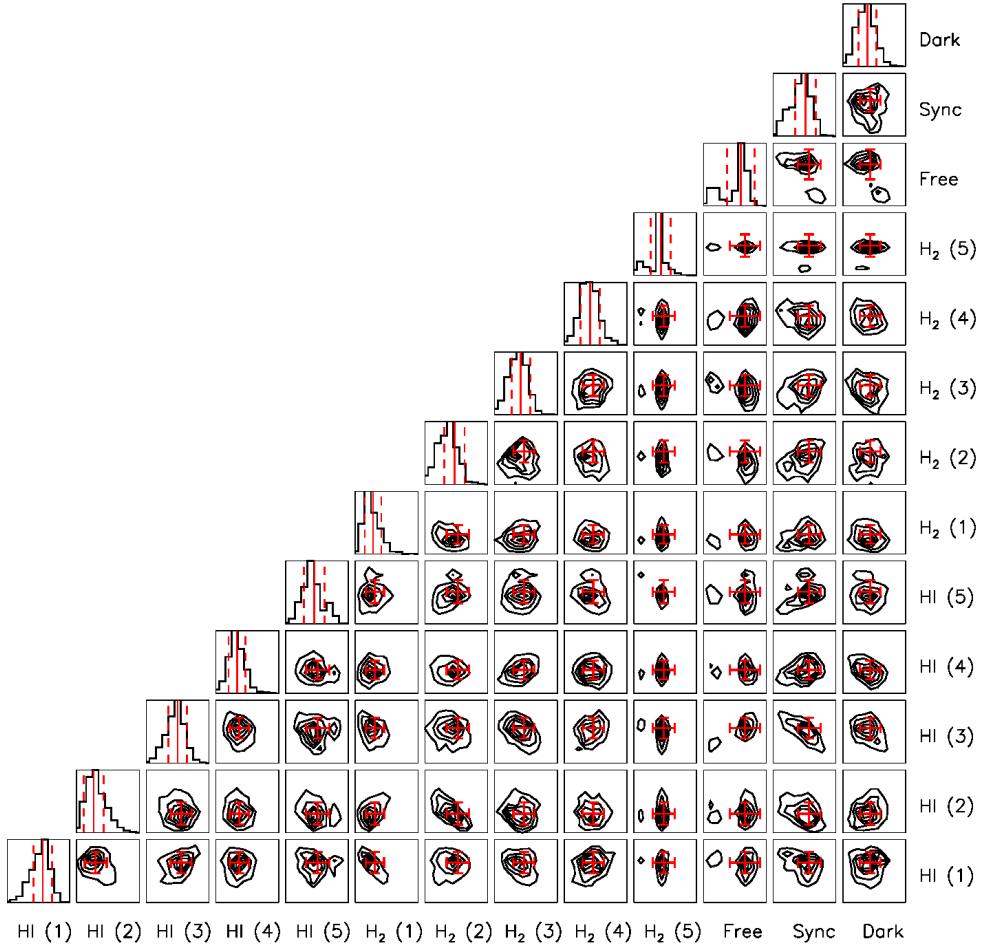 Dark
Sync
Free
H₂ (5)
H₂ (4)
H₂ (3)
H₂ (2)
H₂ (1)
HI (5)
HI (4)
HI (3)
HI (2)
HI (1)
HI (1) HI (2) HI (3) HI (4) HI (5) H₂ (1) H₂ (2) H₂ (3) H₂ (4) H₂ (5) Free Sync Dark